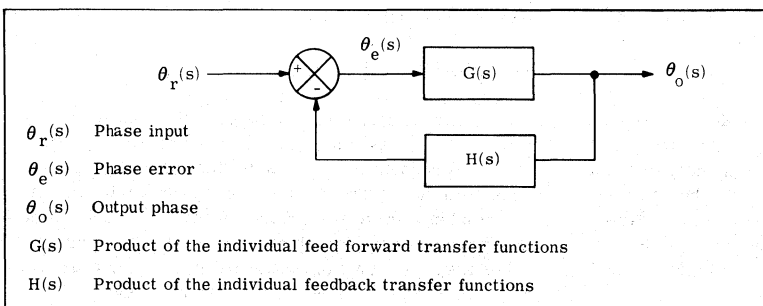 θe(s)
θr(s) + - G(s) θo(s)
H(s)
θr(s) Phase input
θe(s) Phase error
θo(s) Output phase
G(s) Product of the individual feed forward transfer functions
H(s) Product of the individual feedback transfer functions